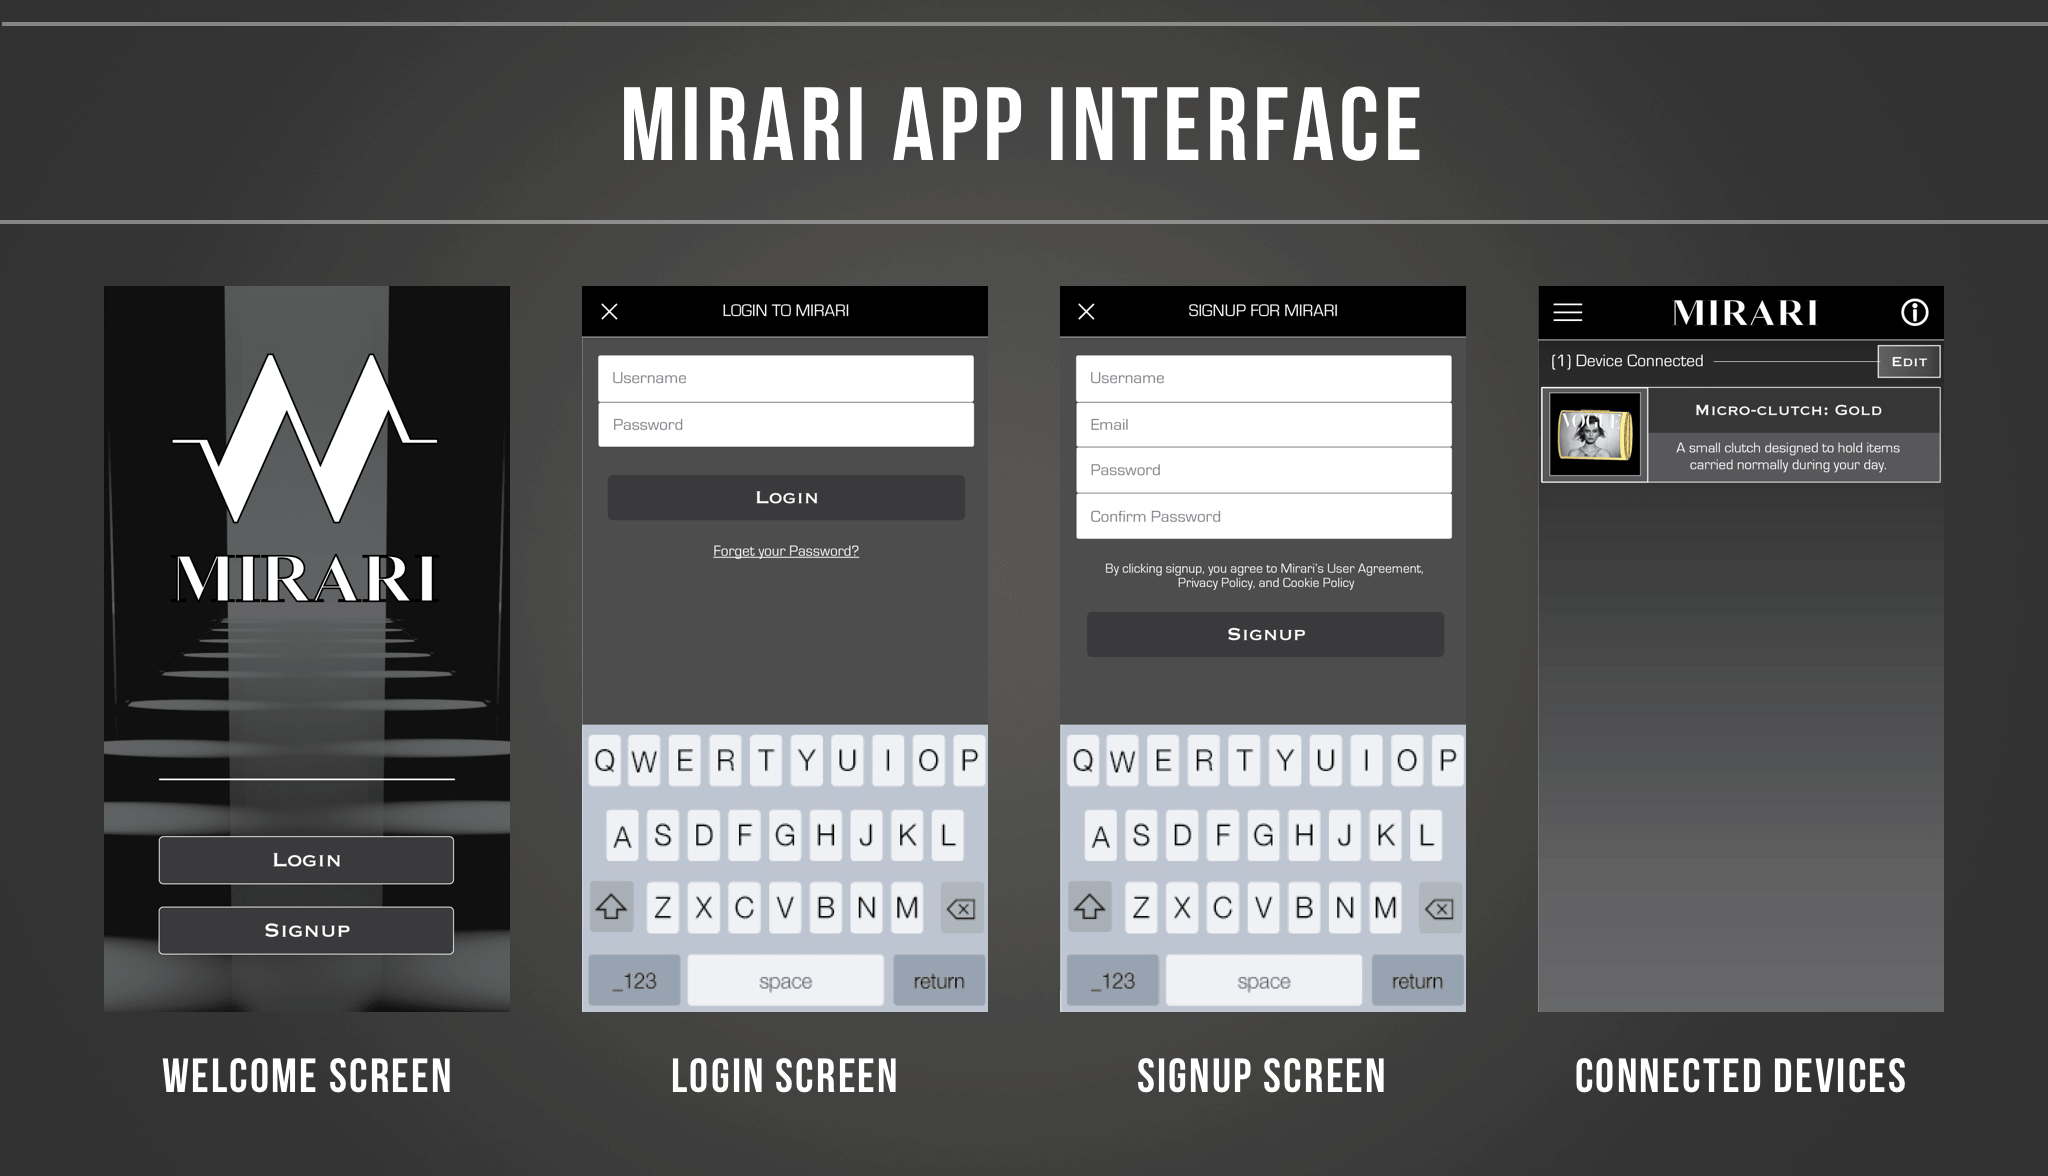 MIRARI APP INTERFACE
MIRARI
LOGIN
SIGNUP
WELCOME SCREEN
LOGIN TO MIRARI
Username
Password
LOGIN
Forget your Password?
Q W E R T Y U I O P
A S D F G H J K L
Z X C V B N M
_123 space return
LOGIN SCREEN
SIGNUP FOR MIRARI
Username
Email
Password
Confirm Password
By clicking signup, you agree to Mirari's User Agreement,
Privacy Policy, and Cookie Policy
SIGNUP
Q W E R T Y U I O P
A S D F G H J K L
Z X C V B N M
_123 space return
SIGNUP SCREEN
MIRARI
(1) Device Connected EDIT
VOGUE
MICRO-CLUTCH: GOLD
A small clutch designed to hold items
carried normally during your day.
CONNECTED DEVICES